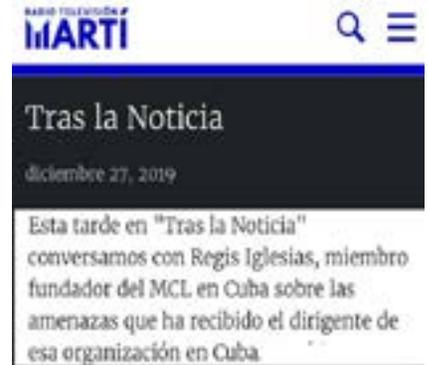 RADIO TELEVISIÓN
MARTÍ
Tras la Noticia
diciembre 27, 2019
Esta tarde en "Tras la Noticia"
conversamos con Regis Iglesias, miembro
fundador del MCL en Cuba sobre las
amenazas que ha recibido el dirigente de
esa organización en Cuba